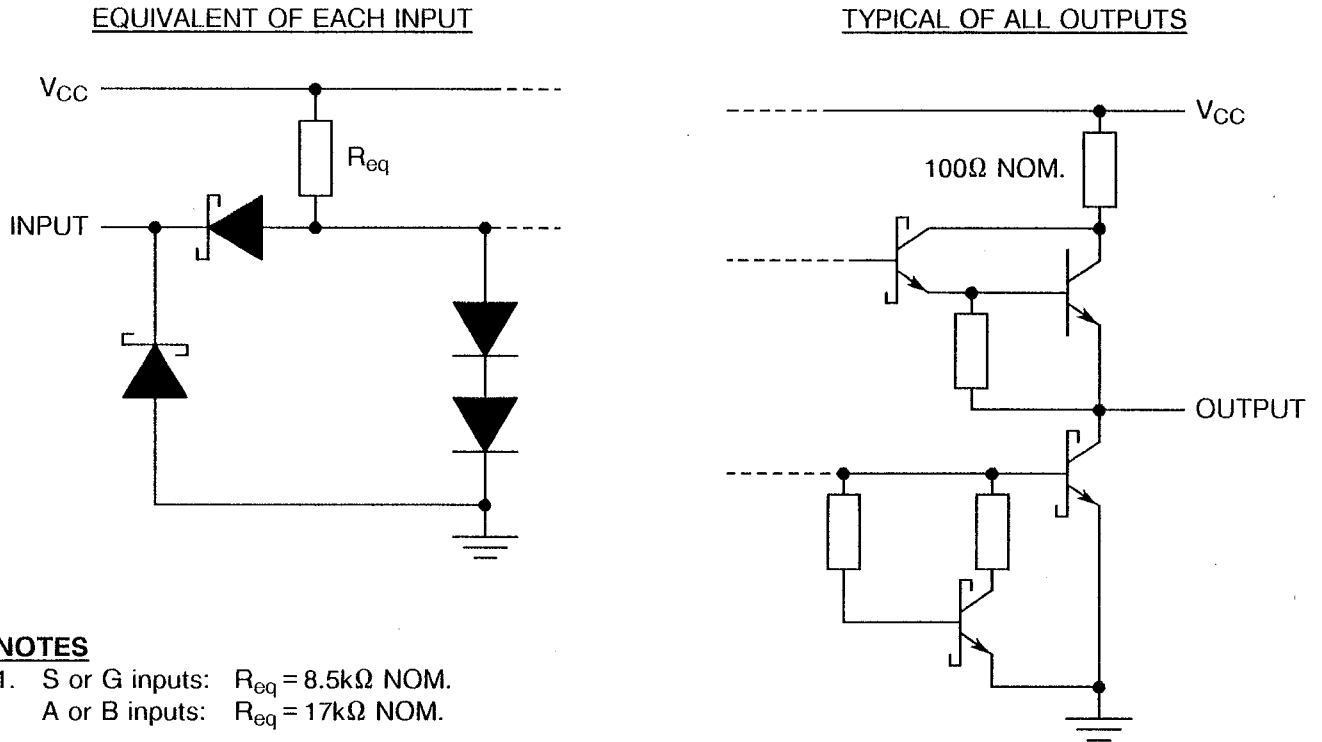 EQUIVALENT OF EACH INPUT
TYPICAL OF ALL OUTPUTS
VCC
Req
INPUT
VCC
100Ω NOM.
OUTPUT
NOTES
1. S or G inputs: Req = 8.5kΩ NOM.
A or B inputs: Req = 17kΩ NOM.